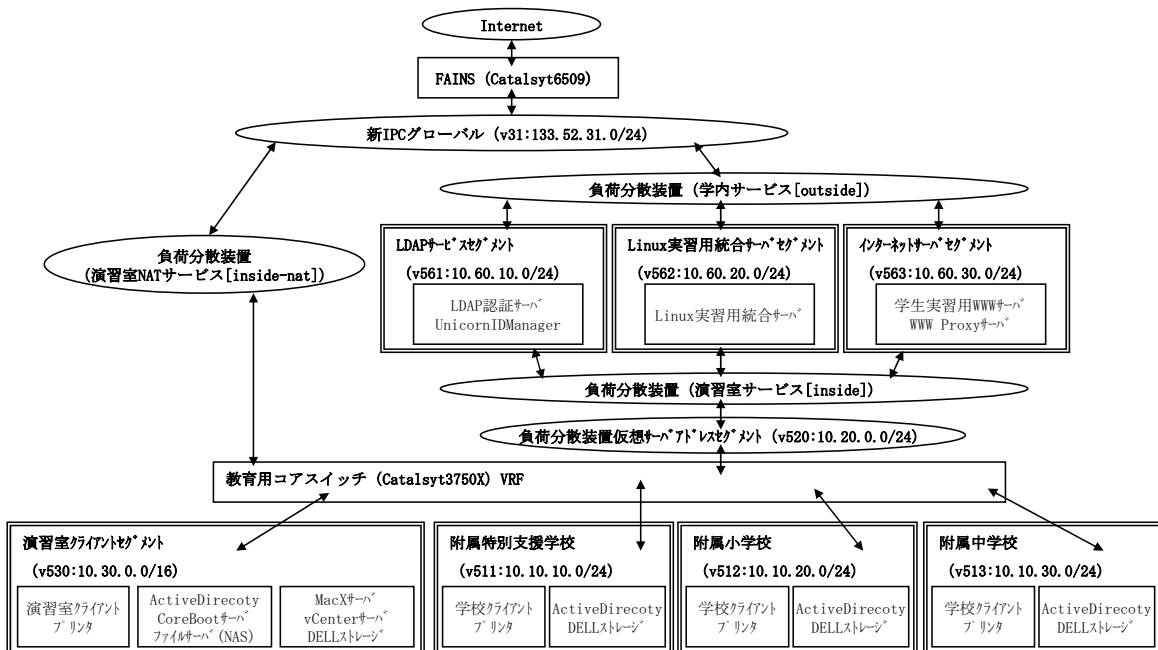 Internet
FAINS (Catalsyt6509)
新IPCグローバル (v31:133.52.31.0/24)
負荷分散装置 (学内サービス[outside])
負荷分散装置
(演習室NATサービス[inside-nat])
LDAPｻｰﾋﾞｽｾｸﾞﾒﾝﾄ
(v561:10.60.10.0/24)
LDAP認証ｻｰﾊﾞ
UnicornIDManager
Linux実習用統合ｻｰﾊﾞｾｸﾞﾒﾝﾄ
(v562:10.60.20.0/24)
Linux実習用統合ｻｰﾊﾞ
ｲﾝﾀｰﾈｯﾄｻｰﾊﾞｾｸﾞﾒﾝﾄ
(v563:10.60.30.0/24)
学生実習用WWWｻｰﾊﾞ
WWW Proxyｻｰﾊﾞ
負荷分散装置 (演習室サービス[inside])
負荷分散装置仮想ｻｰﾊﾞｱﾄﾞﾚｽｾｸﾞﾒﾝﾄ (v520:10.20.0.0/24)
教育用コアスイッチ (Catalsyt3750X) VRF
演習室ｸﾗｲｱﾝﾄｾｸﾞﾒﾝﾄ
(v530:10.30.0.0/16)
演習室ｸﾗｲｱﾝﾄ
ﾌﾟﾘﾝﾀ
ActiveDirecoty
CoreBootｻｰﾊﾞ
ﾌｧｲﾙｻｰﾊﾞ(NAS)
MacXｻｰﾊﾞ
vCenterｻｰﾊﾞ
DELLｽﾄﾚｰｼﾞ
附属特別支援学校
(v511:10.10.10.0/24)
学校ｸﾗｲｱﾝﾄ
ﾌﾟﾘﾝﾀ
ActiveDirecoty
DELLｽﾄﾚｰｼﾞ
附属小学校
(v512:10.10.20.0/24)
学校ｸﾗｲｱﾝﾄ
ﾌﾟﾘﾝﾀ
ActiveDirecoty
DELLｽﾄﾚｰｼﾞ
附属中学校
(v513:10.10.30.0/24)
学校ｸﾗｲｱﾝﾄ
ﾌﾟﾘﾝﾀ
ActiveDirecoty
DELLｽﾄﾚｰｼﾞ